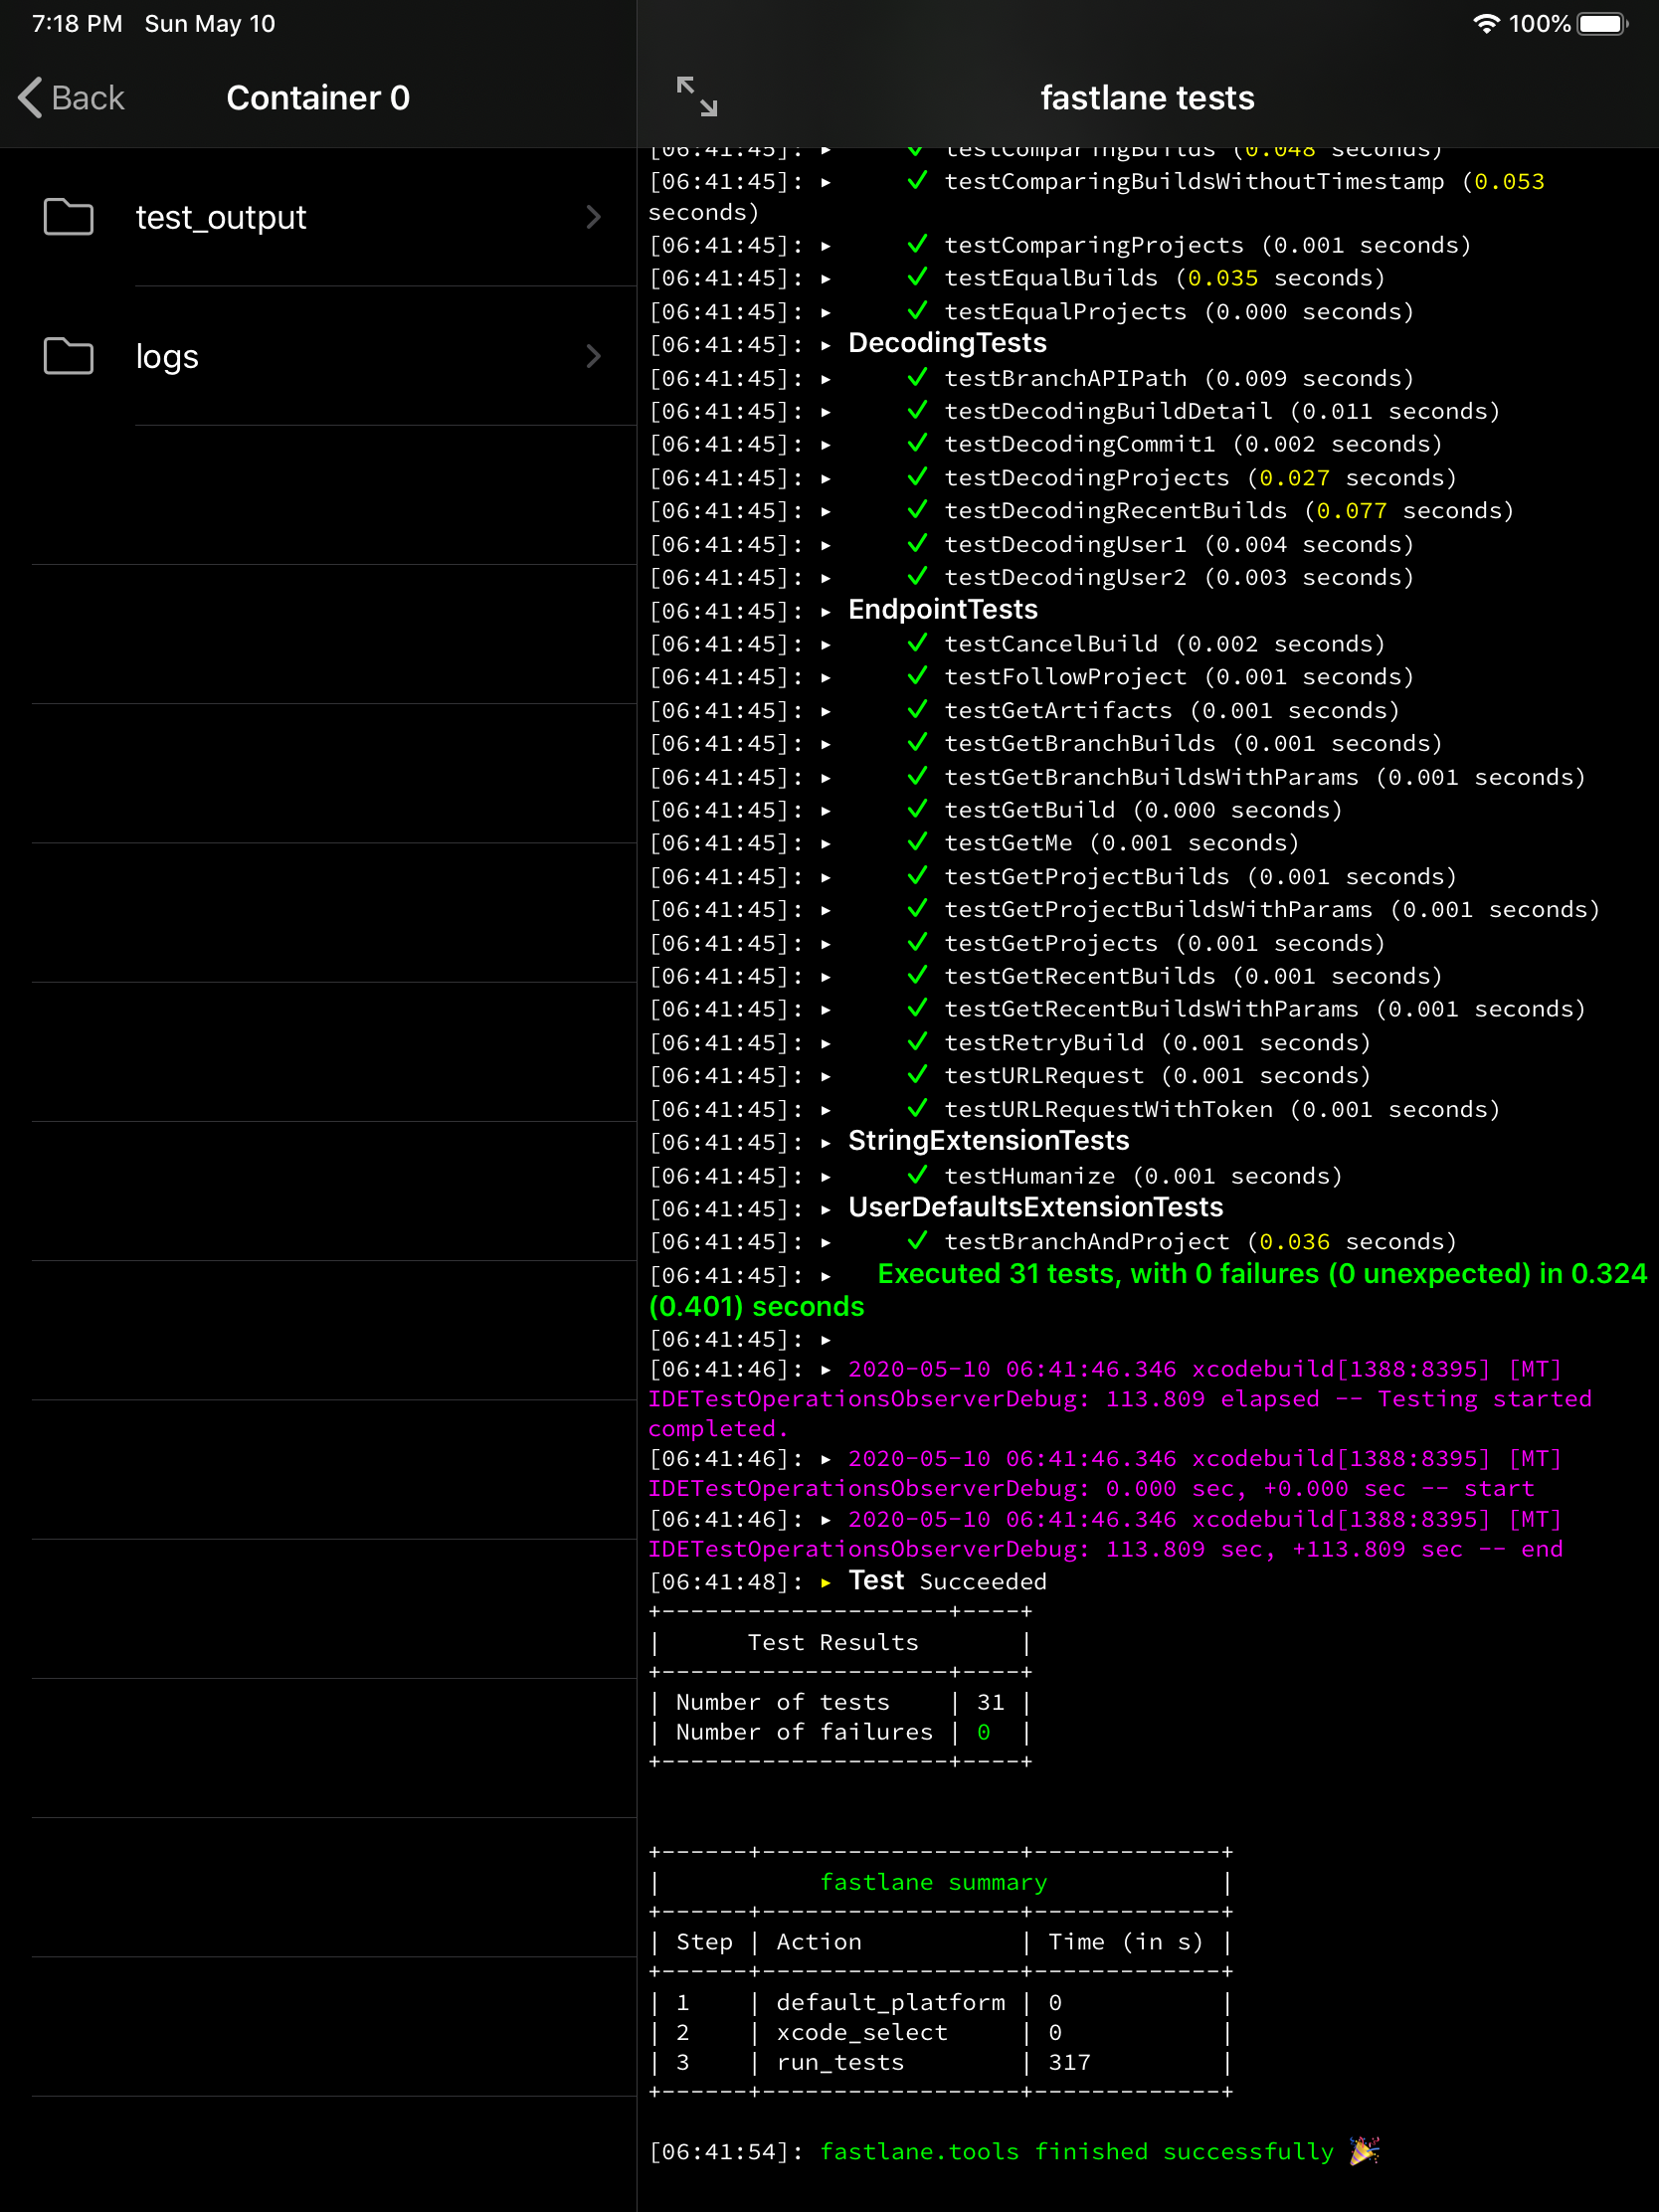 7:18 PM Sun May 10
100%
Back
Container 0
fastlane tests
test_output
logs
[06:41:45]: ▸ ✓ testComparingBuilds (0.048 seconds)
[06:41:45]: ▸ ✓ testComparingBuildsWithoutTimestamp (0.053
seconds)
[06:41:45]: ▸ ✓ testComparingProjects (0.001 seconds)
[06:41:45]: ▸ ✓ testEqualBuilds (0.035 seconds)
[06:41:45]: ▸ ✓ testEqualProjects (0.000 seconds)
[06:41:45]: ▸ DecodingTests
[06:41:45]: ▸ ✓ testBranchAPIPath (0.009 seconds)
[06:41:45]: ▸ ✓ testDecodingBuildDetail (0.011 seconds)
[06:41:45]: ▸ ✓ testDecodingCommit1 (0.002 seconds)
[06:41:45]: ▸ ✓ testDecodingProjects (0.027 seconds)
[06:41:45]: ▸ ✓ testDecodingRecentBuilds (0.077 seconds)
[06:41:45]: ▸ ✓ testDecodingUser1 (0.004 seconds)
[06:41:45]: ▸ ✓ testDecodingUser2 (0.003 seconds)
[06:41:45]: ▸ EndpointTests
[06:41:45]: ▸ ✓ testCancelBuild (0.002 seconds)
[06:41:45]: ▸ ✓ testFollowProject (0.001 seconds)
[06:41:45]: ▸ ✓ testGetArtifacts (0.001 seconds)
[06:41:45]: ▸ ✓ testGetBranchBuilds (0.001 seconds)
[06:41:45]: ▸ ✓ testGetBranchBuildsWithParams (0.001 seconds)
[06:41:45]: ▸ ✓ testGetBuild (0.000 seconds)
[06:41:45]: ▸ ✓ testGetMe (0.001 seconds)
[06:41:45]: ▸ ✓ testGetProjectBuilds (0.001 seconds)
[06:41:45]: ▸ ✓ testGetProjectBuildsWithParams (0.001 seconds)
[06:41:45]: ▸ ✓ testGetProjects (0.001 seconds)
[06:41:45]: ▸ ✓ testGetRecentBuilds (0.001 seconds)
[06:41:45]: ▸ ✓ testGetRecentBuildsWithParams (0.001 seconds)
[06:41:45]: ▸ ✓ testRetryBuild (0.001 seconds)
[06:41:45]: ▸ ✓ testURLRequest (0.001 seconds)
[06:41:45]: ▸ ✓ testURLRequestWithToken (0.001 seconds)
[06:41:45]: ▸ StringExtensionTests
[06:41:45]: ▸ ✓ testHumanize (0.001 seconds)
[06:41:45]: ▸ UserDefaultsExtensionTests
[06:41:45]: ▸ ✓ testBranchAndProject (0.036 seconds)
[06:41:45]: ▸ Executed 31 tests, with 0 failures (0 unexpected) in 0.324
(0.401) seconds
[06:41:45]: ▸
[06:41:46]: ▸ 2020-05-10 06:41:46.346 xcodebuild[1388:8395] [MT]
IDETestOperationsObserverDebug: 113.809 elapsed -- Testing started
completed.
[06:41:46]: ▸ 2020-05-10 06:41:46.346 xcodebuild[1388:8395] [MT]
IDETestOperationsObserverDebug: 0.000 sec, +0.000 sec -- start
[06:41:46]: ▸ 2020-05-10 06:41:46.346 xcodebuild[1388:8395] [MT]
IDETestOperationsObserverDebug: 113.809 sec, +113.809 sec -- end
[06:41:48]: ▸ Test Succeeded
+--------------------+----+
|      Test Results       |
+--------------------+----+
| Number of tests    | 31 |
| Number of failures | 0  |
+--------------------+----+
+------+------------------+-------------+
|           fastlane summary            |
+------+------------------+-------------+
| Step | Action           | Time (in s) |
+------+------------------+-------------+
| 1    | default_platform | 0           |
| 2    | xcode_select     | 0           |
| 3    | run_tests        | 317         |
+------+------------------+-------------+
[06:41:54]: fastlane.tools finished successfully 🎉